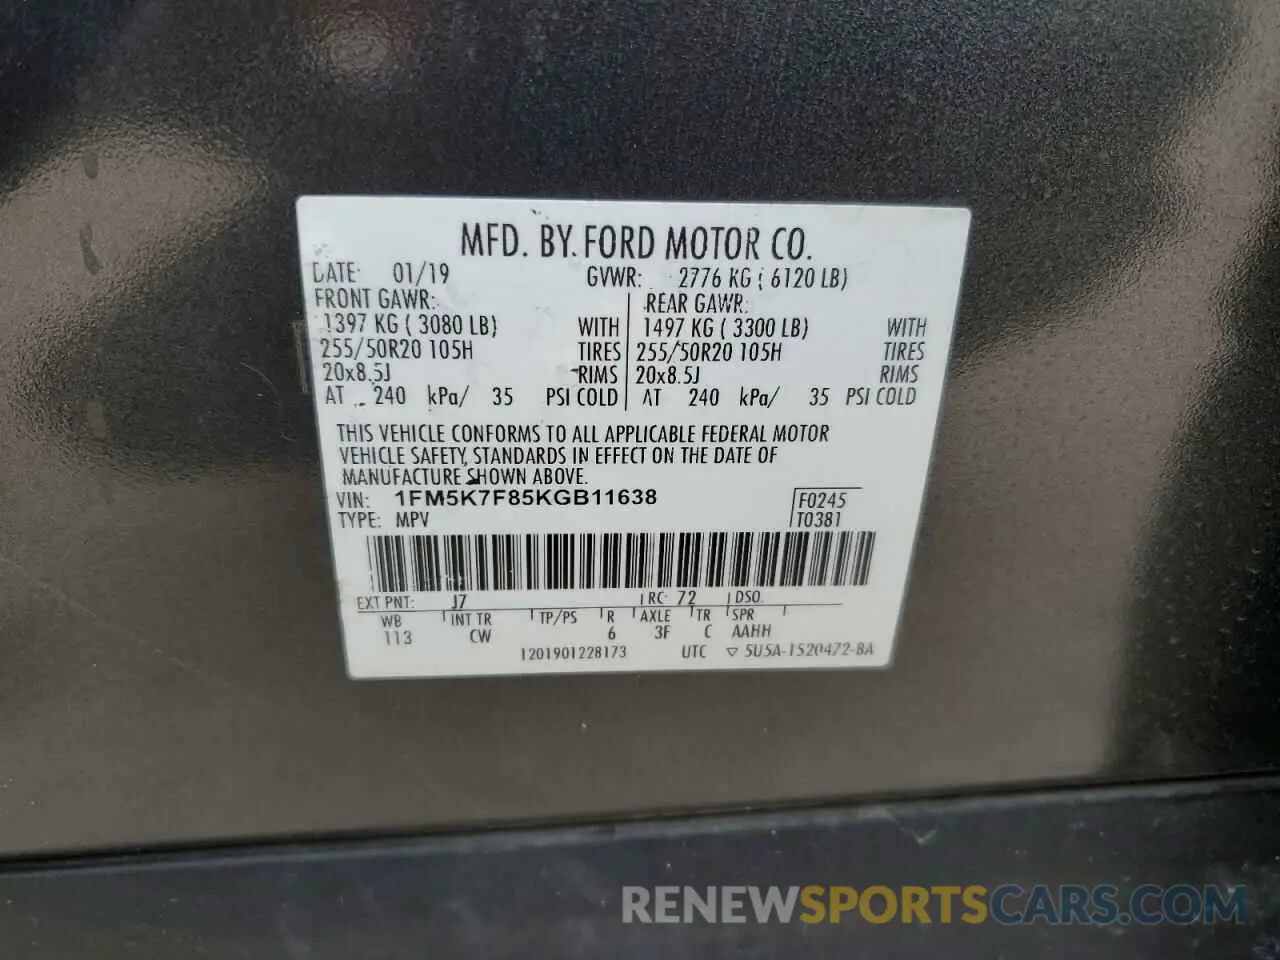 MFD. BY. FORD MOTOR CO.
DATE: 01/19 GVWR: 2776 KG ( 6120 LB)
FRONT GAWR: REAR GAWR:
1397 KG ( 3080 LB) WITH 1497 KG ( 3300 LB) WITH
255/50R20 105H TIRES 255/50R20 105H TIRES
20x8.5J RIMS 20x8.5J RIMS
AT 240 kPa/ 35 PSI COLD AT 240 kPa/ 35 PSI COLD
THIS VEHICLE CONFORMS TO ALL APPLICABLE FEDERAL MOTOR
VEHICLE SAFETY STANDARDS IN EFFECT ON THE DATE OF
MANUFACTURE SHOWN ABOVE.
VIN: 1FM5K7F85KGB11638 F0245
TYPE: MPV T0381
EXT PNT: J7 RC: 72 DSO:
WB INT TR TP/PS R AXLE TR SPR
113 CW 6 3F C AAHH
1201901228173 UTC ▽ 5U5A-1520472-BA
RENEWSPORTSCARS.COM